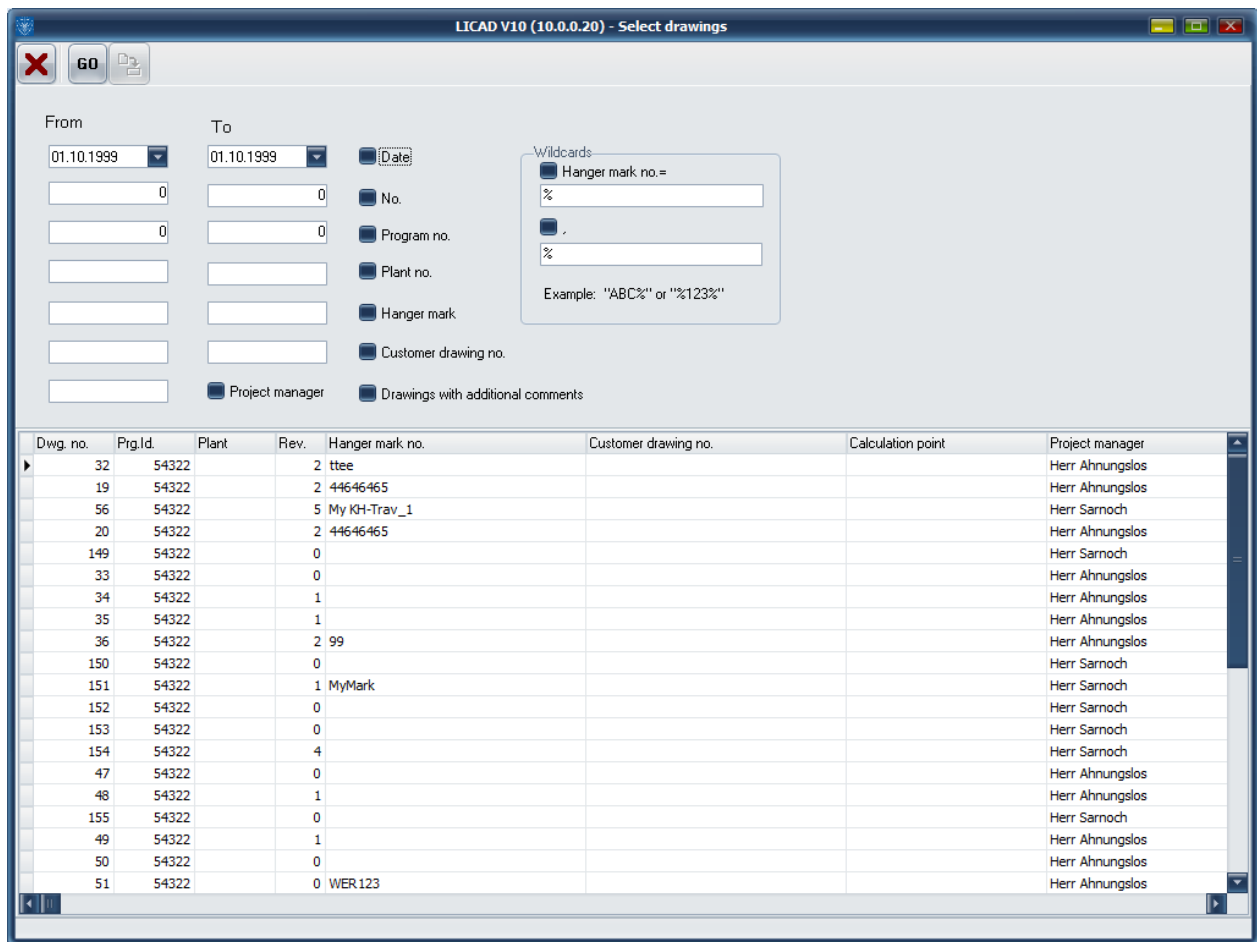 LICAD V10 (10.0.0.20) - Select drawings
GO
From To
01.10.1999 01.10.1999 Date
0 0 No.
0 0 Program no.
Plant no.
Hanger mark
Customer drawing no.
Project manager Drawings with additional comments
Wildcards
Hanger mark no.=
%
,
%
Example: "ABC%" or "%123%"
Dwg. no. Prg.Id. Plant Rev. Hanger mark no. Customer drawing no. Calculation point Project manager
32 54322 2 ttee Herr Ahnungslos
19 54322 2 44646465 Herr Ahnungslos
56 54322 5 My KH-Trav_1 Herr Sarnoch
20 54322 2 44646465 Herr Ahnungslos
149 54322 0 Herr Sarnoch
33 54322 0 Herr Ahnungslos
34 54322 1 Herr Ahnungslos
35 54322 1 Herr Ahnungslos
36 54322 2 99 Herr Ahnungslos
150 54322 0 Herr Sarnoch
151 54322 1 MyMark Herr Sarnoch
152 54322 0 Herr Sarnoch
153 54322 0 Herr Sarnoch
154 54322 4 Herr Sarnoch
47 54322 0 Herr Ahnungslos
48 54322 1 Herr Ahnungslos
155 54322 0 Herr Sarnoch
49 54322 1 Herr Ahnungslos
50 54322 0 Herr Ahnungslos
51 54322 0 WER123 Herr Ahnungslos